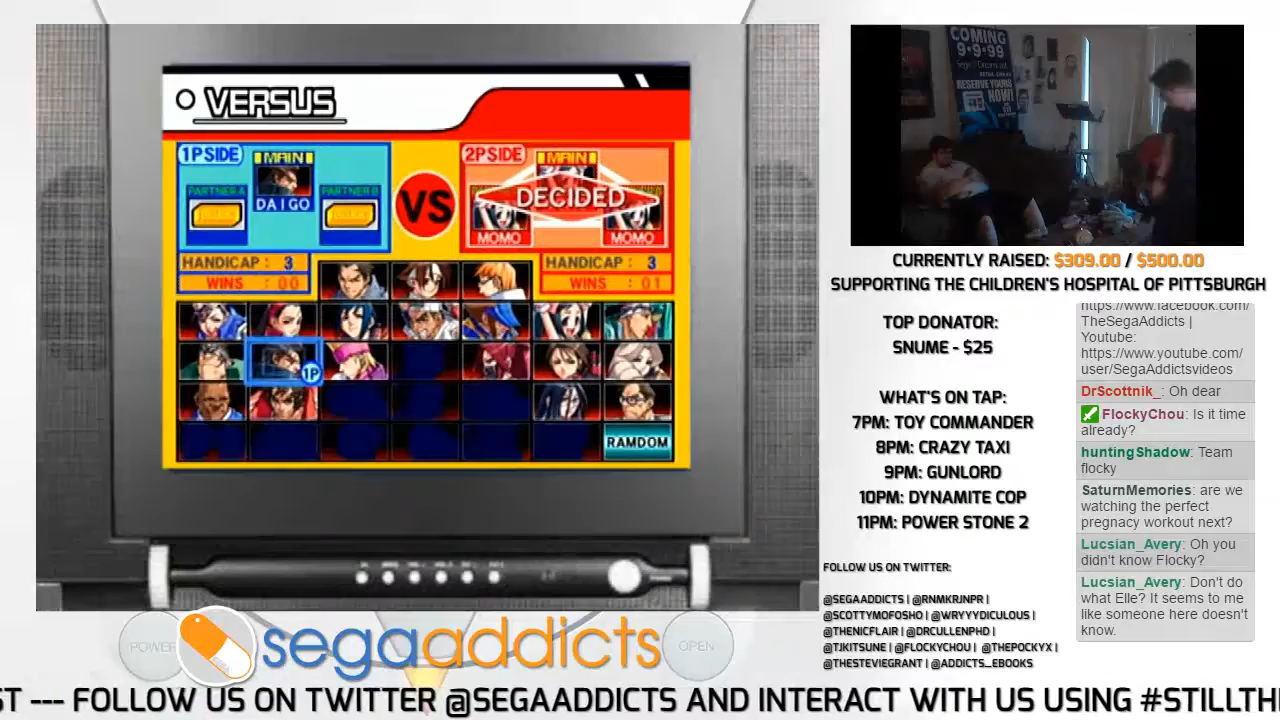 VERSUS
1P SIDE
MAIN
PARTNER A
PARTNER B
DAIGO
VS
2P SIDE
MAIN
DECIDED
MOMO
MOMO
HANDICAP : 3
WINS : 00
HANDICAP : 3
WINS : 01
1P
RAMDOM
POWER
segaaddicts
OPEN
COMING
9·9·99
RESERVE YOURS
NOW!
CURRENTLY RAISED: $309.00 / $500.00
SUPPORTING THE CHILDREN'S HOSPITAL OF PITTSBURGH
TOP DONATOR:
SNUME - $25
WHAT'S ON TAP:
7PM: TOY COMMANDER
8PM: CRAZY TAXI
9PM: GUNLORD
10PM: DYNAMITE COP
11PM: POWER STONE 2
FOLLOW US ON TWITTER:
@SEGAADDICTS | @RNMKRJNPR |
@SCOTTYMOFOSHO | @WRYYYDICULOUS |
@THENICFLAIR | @DRCULLENPHD |
@TJKITSUNE | @FLOCKYCHOU | @THEPOCKYX |
@THESTEVIEGRANT | @ADDICTS_EBOOKS
https://www.facebook.com/
TheSegaAddicts |
Youtube:
https://www.youtube.com/
user/SegaAddictsvideos
DrScottnik_: Oh dear
FlockyChou: Is it time
already?
huntingShadow: Team
flocky
SaturnMemories: are we
watching the perfect
pregnacy workout next?
Lucsian_Avery: Oh you
didn't know Flocky?
Lucsian_Avery: Don't do
what Elle? It seems to me
like someone here doesn't
know.
ST --- FOLLOW US ON TWITTER @SEGAADDICTS AND INTERACT WITH US USING #STILLTHI